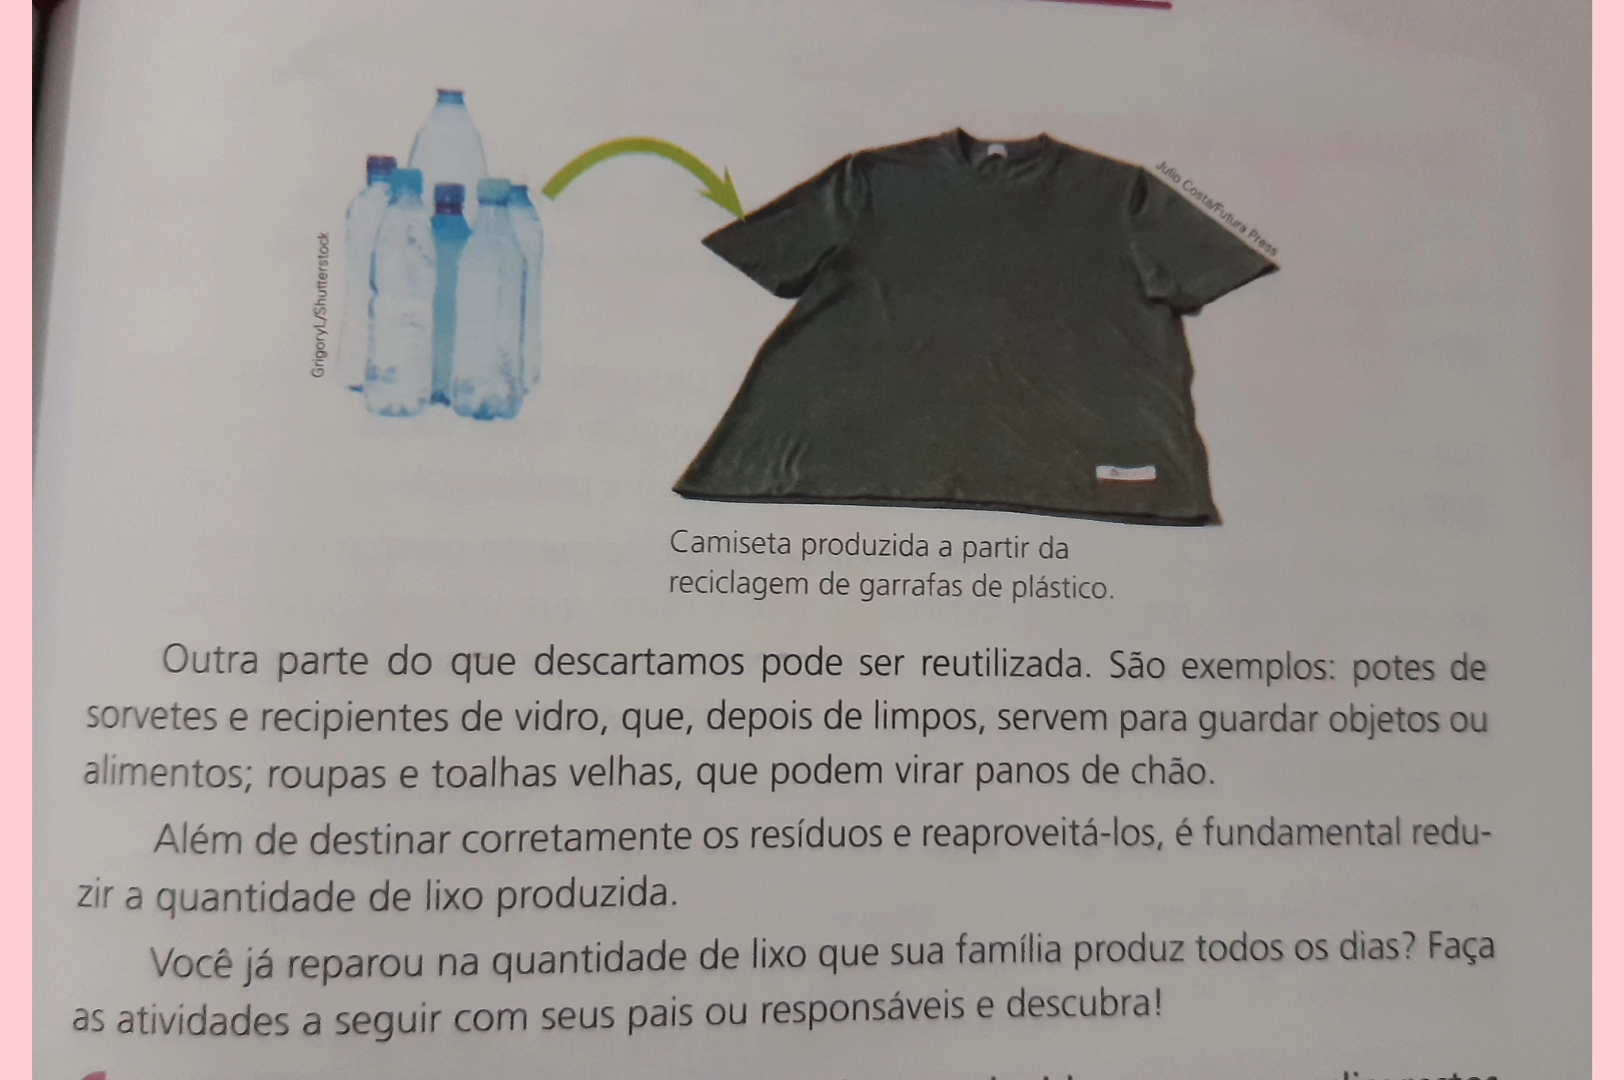 GrigoryL/Shutterstock
Julio Costa/Futura Press
Camiseta produzida a partir da
reciclagem de garrafas de plástico.
Outra parte do que descartamos pode ser reutilizada. São exemplos: potes de
sorvetes e recipientes de vidro, que, depois de limpos, servem para guardar objetos ou
alimentos; roupas e toalhas velhas, que podem virar panos de chão.
Além de destinar corretamente os resíduos e reaproveitá-los, é fundamental redu-
zir a quantidade de lixo produzida.
Você já reparou na quantidade de lixo que sua família produz todos os dias? Faça
as atividades a seguir com seus pais ou responsáveis e descubra!